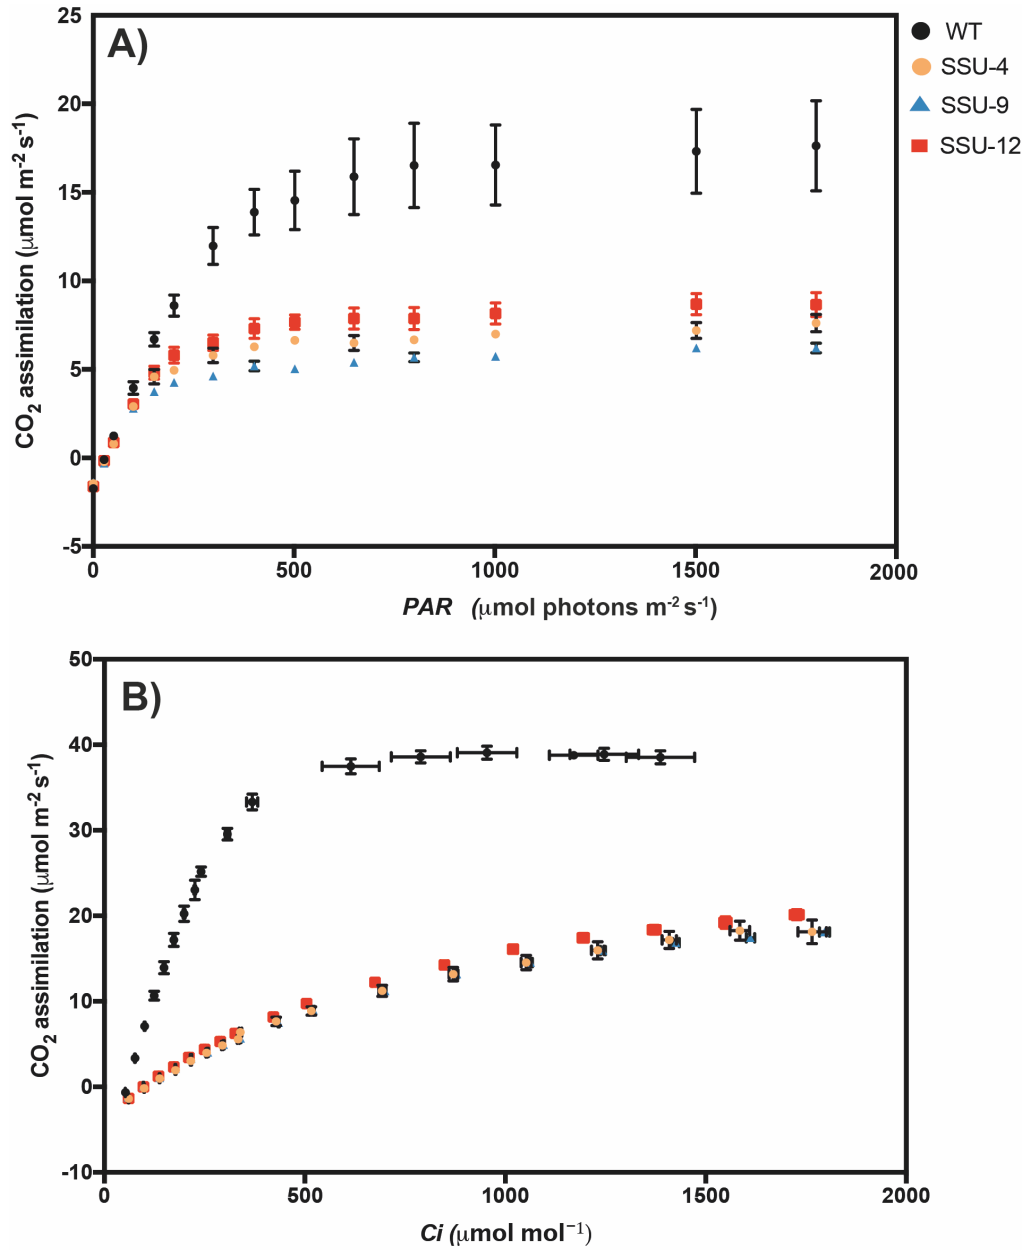 A)
WT
SSU-4
SSU-9
SSU-12
25
20
15
10
5
0
-5
CO2 assimilation (μmol m-2 s-1)
0 500 1000 1500 2000
PAR (μmol photons m-2 s-1)
B)
50
40
30
20
10
0
-10
CO2 assimilation (μmol m-2 s-1)
0 500 1000 1500 2000
Ci (μmol mol−1)